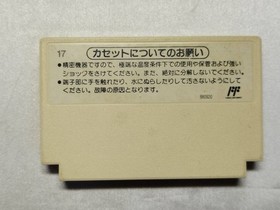 17
カセットについてのお願い
●精密機器ですので、極端な温度条件下での使用や保管および強い
ショックをさけてください。また、絶対に分解しないでください。
●端子部に手を触れたり、水にぬらしたりして汚さないようにして
ください。故障の原因となります。